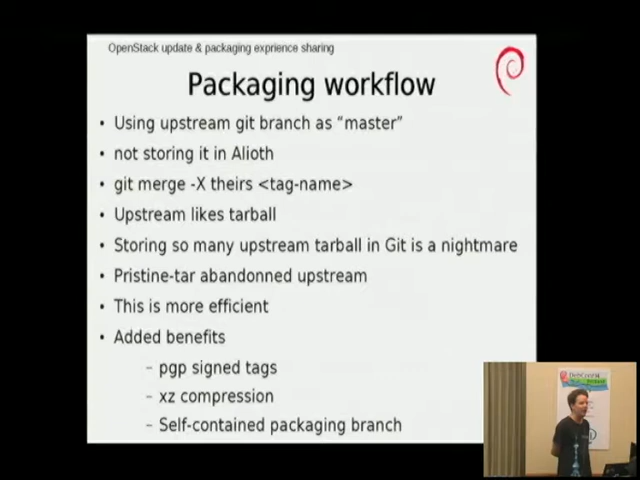 OpenStack update & packaging exprience sharing
Packaging workflow
• Using upstream git branch as “master”
• not storing it in Alioth
• git merge -X theirs <tag-name>
• Upstream likes tarball
• Storing so many upstream tarball in Git is a nightmare
• Pristine-tar abandonned upstream
• This is more efficient
• Added benefits
– pgp signed tags
– xz compression
– Self-contained packaging branch